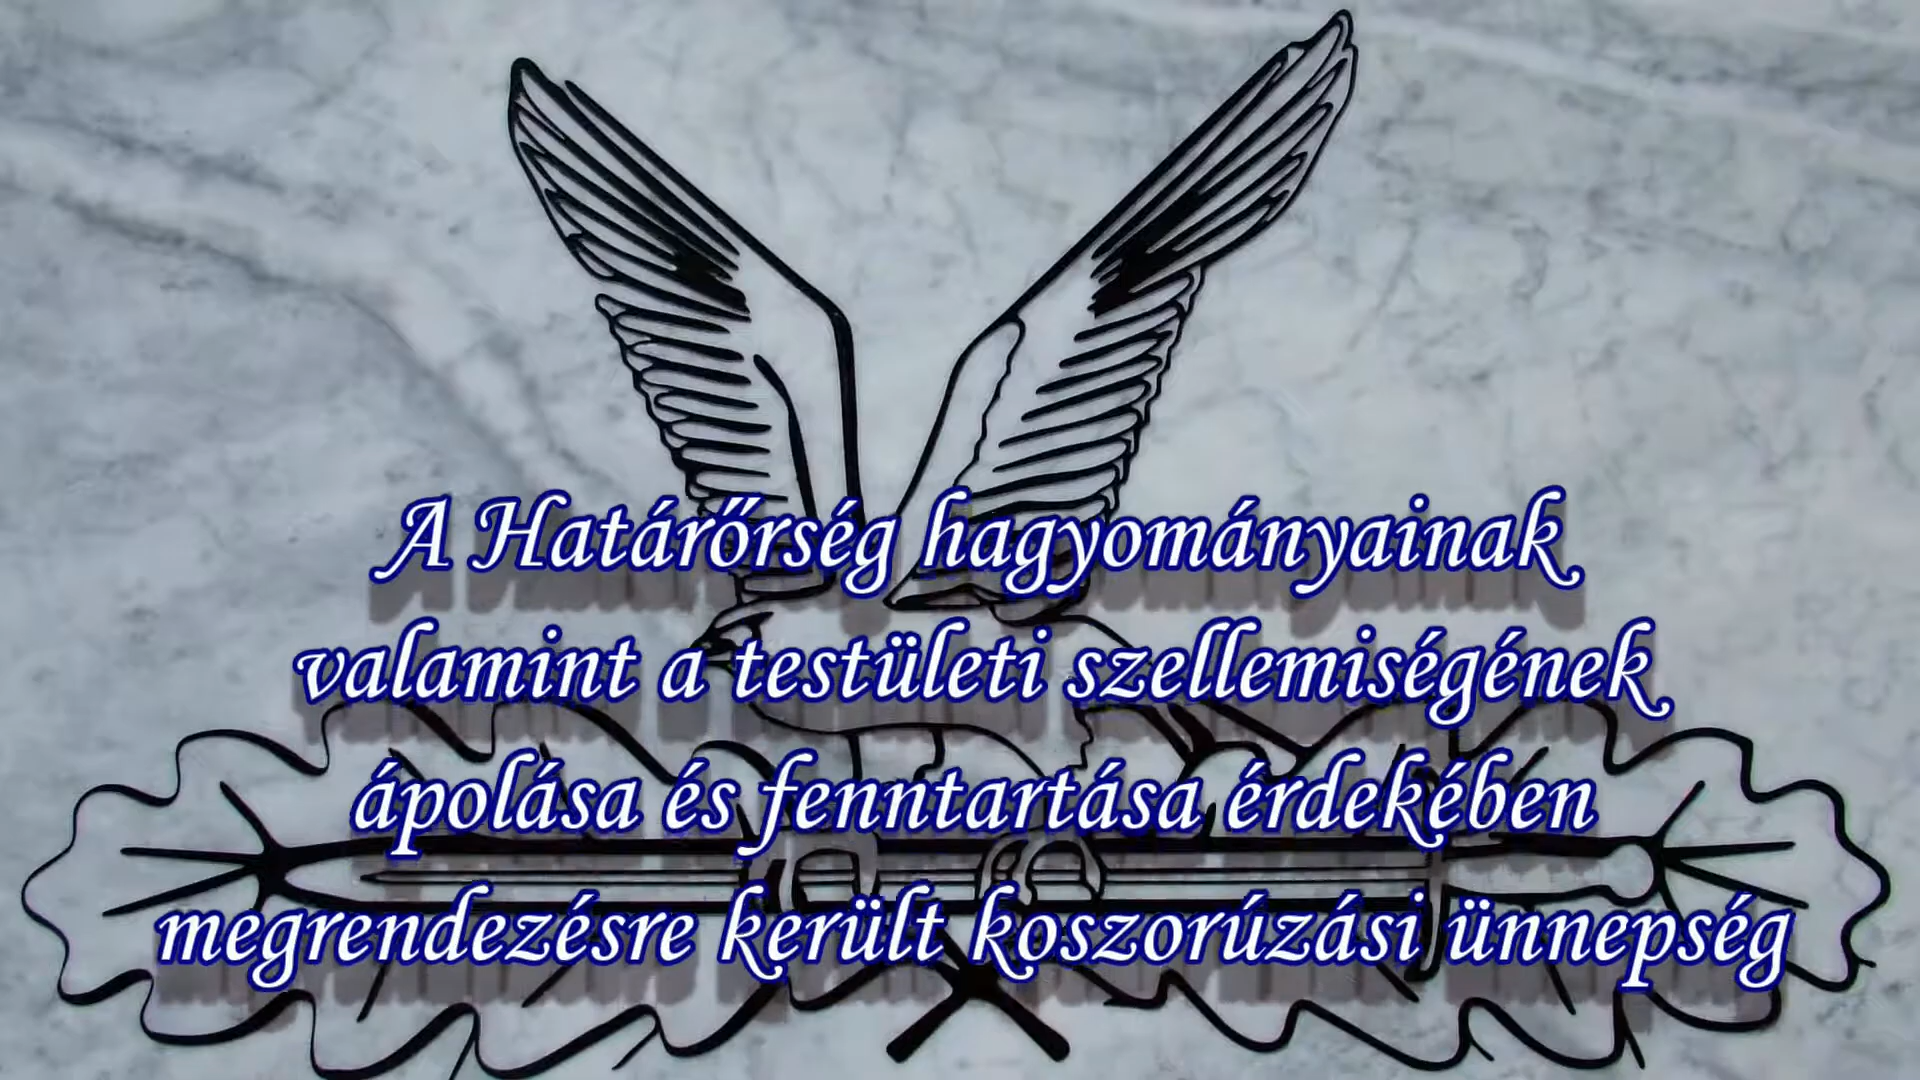 A Határőrség hagyományainak
valamint a testületi szellemiségének
ápolása és fenntartása érdekében
megrendezésre került koszorúzási ünnepség